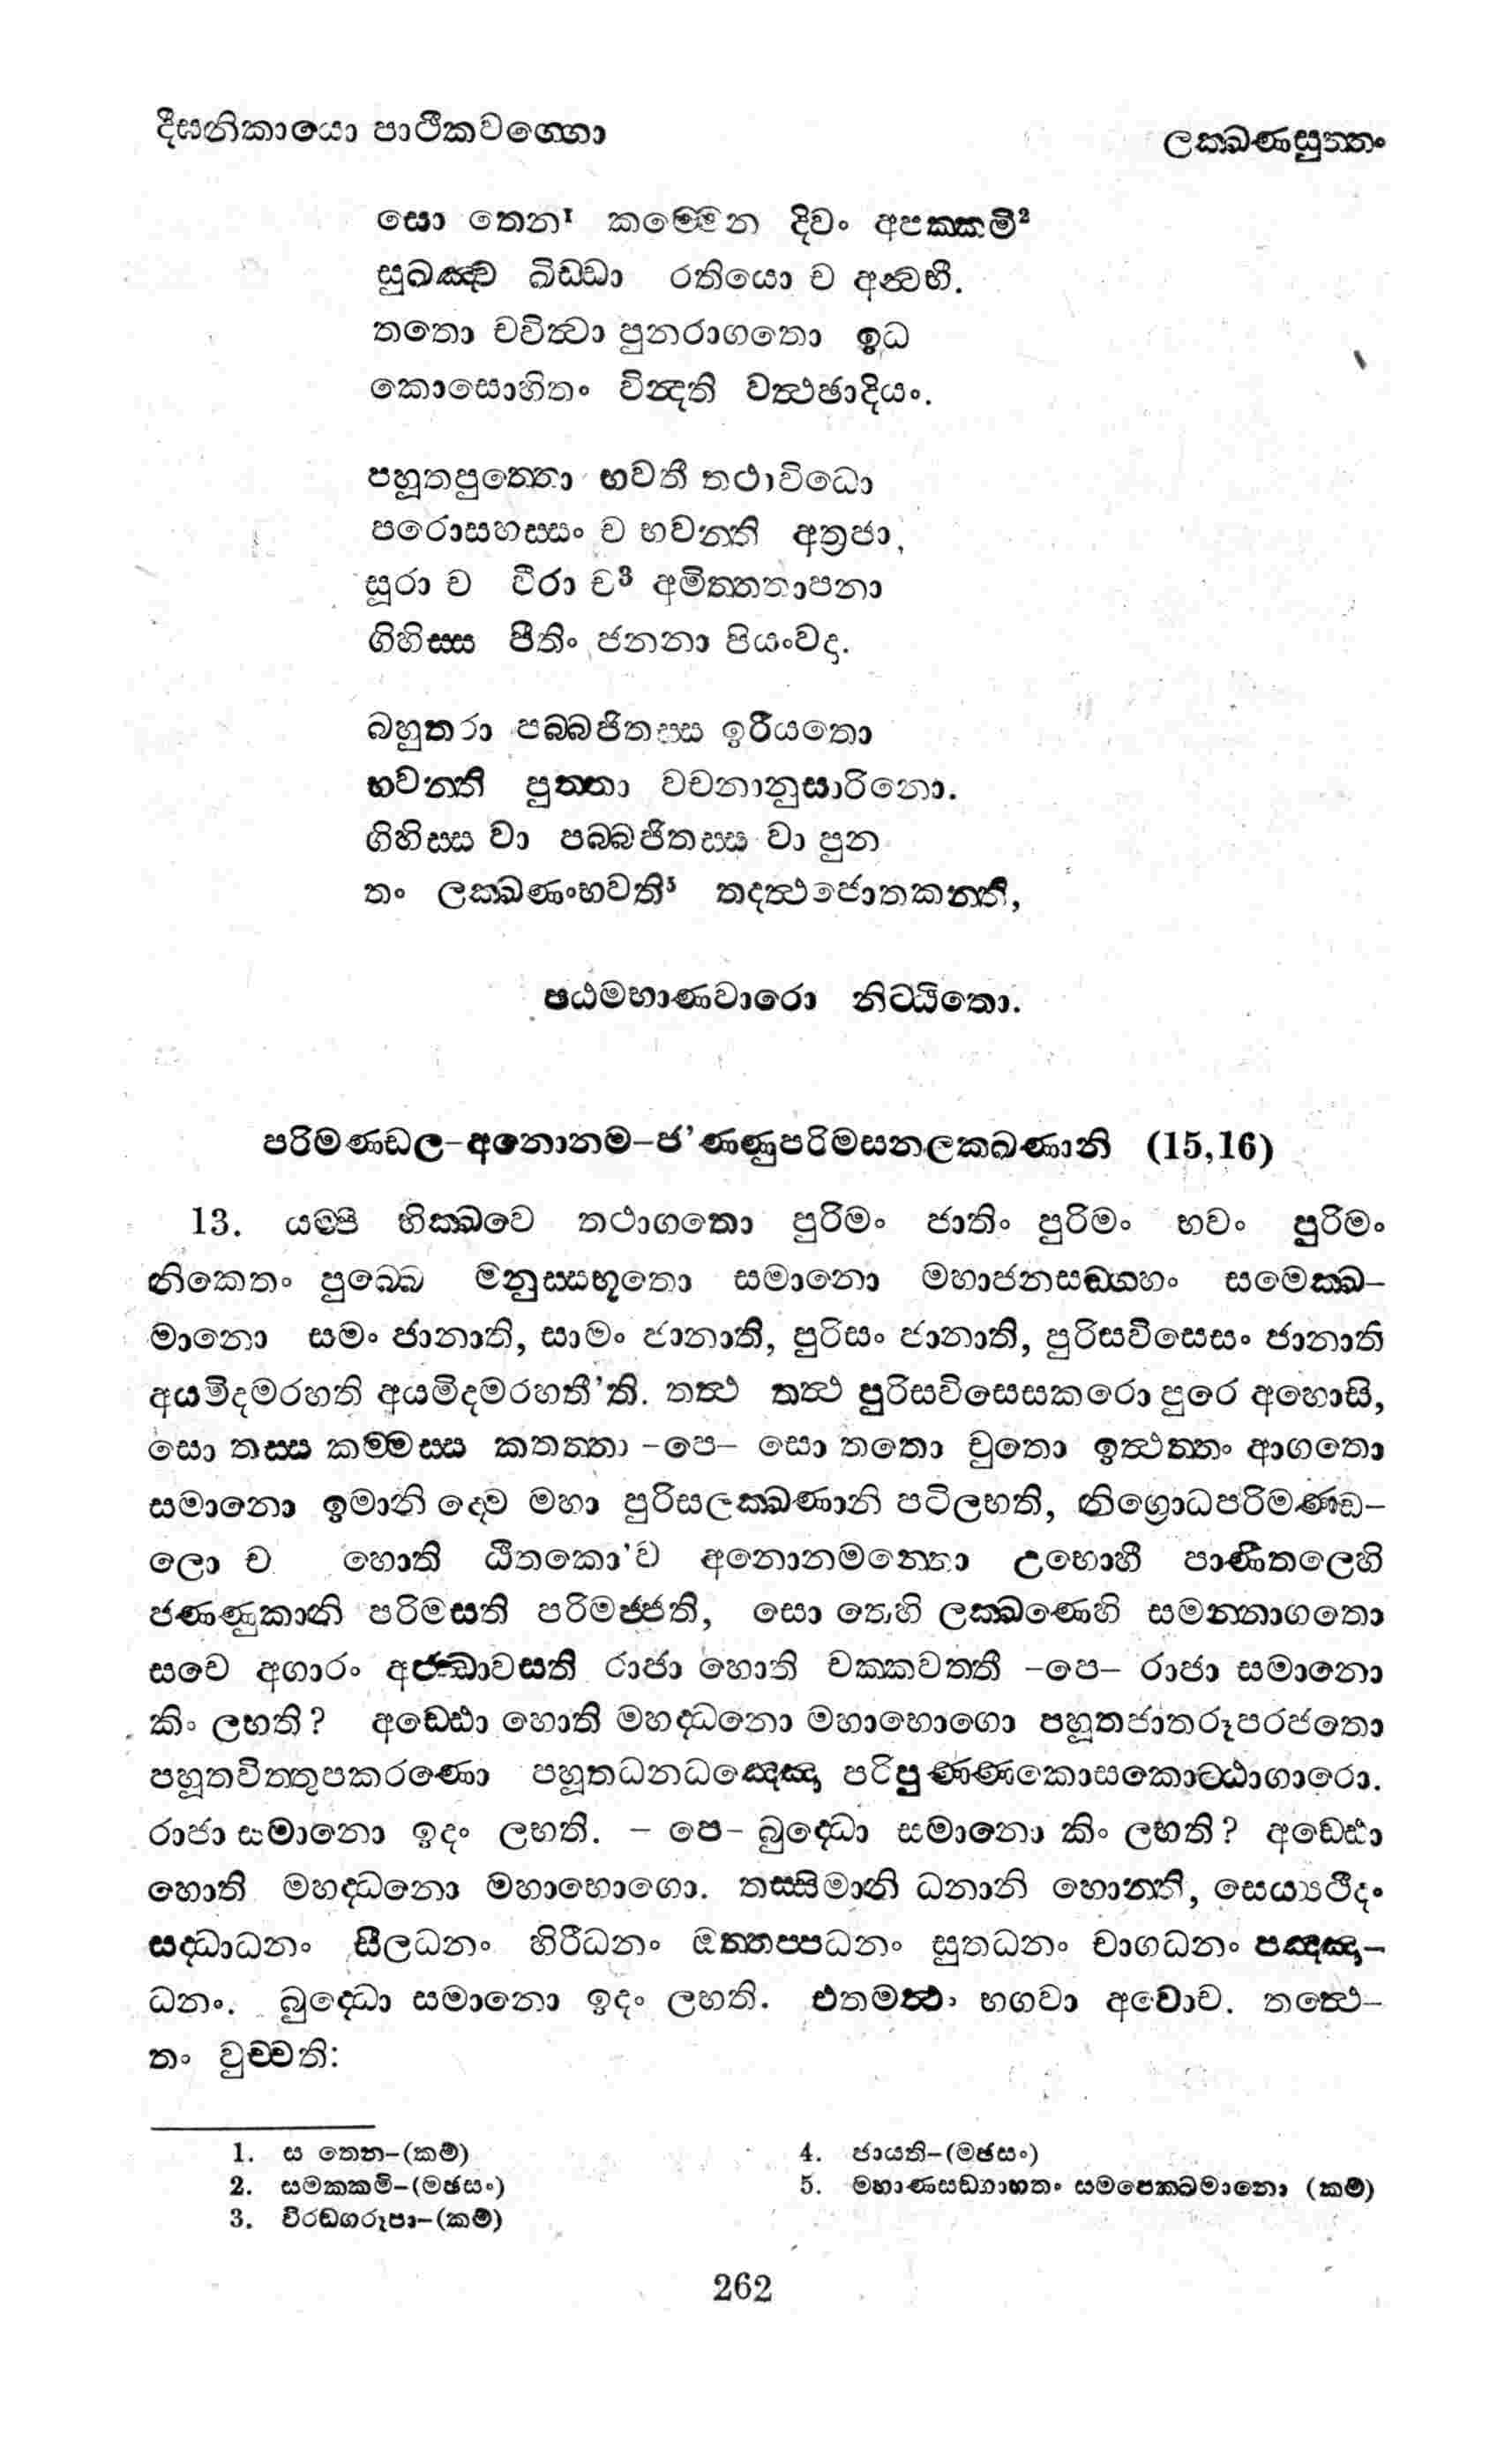 දීඝනිකායො පාථිකවග්ගො
ලක්ඛණසුත්තං
සො තෙන¹ කම්මෙන දිවං අපක්කමි²
සුඛඤ්ච ඛිඩ්ඩා රතියො ච අන්වභී.
තතො චවිත්වා පුනරාගතො ඉධ
කොසොහිතං වින්දති වත්ථඡාදියං.
පහූතපුත්තො භවතී තථාවිධො
පරොසහස්සං ච භවන්ති අත්‍රජා,
සූරා ච වීරා ච³ අමිත්තතාපනා
ගිහිස්ස පීතිං ජනනා පියංවදා.
බහුතරා පබ්බජිතස්ස ඉරීයතො
භවන්ති පුත්තා වචනානුසාරිනො.
ගිහිස්ස වා පබ්බජිතස්ස වා පුන
තං ලක්ඛණංභවති⁵ තදත්ථජොතකන්ති,
පඨමභාණවාරො නිට්ඨිතො.
පරිමණ්ඩල-අනොනම-ජ'ණ්ණුපරිමසනලක්ඛණානි (15,16)
13. යම්පි භික්ඛවෙ තථාගතො පුරිමං ජාතිං පුරිමං භවං පුරිමං
නිකෙතං පුබ්බෙ මනුස්සභූතො සමානො මහාජනසඞ්ගහං සමෙක්ඛ-
මානො සමං ජානාති, සාමං ජානාති, පුරිසං ජානාති, පුරිසවිසෙසං ජානාති
අයමිදමරහති අයමිදමරහතී'ති. තත්ථ තත්ථ පුරිසවිසෙසකරො පුරෙ අහොසි,
සො තස්ස කම්මස්ස කතත්තා -පෙ- සො තතො චුතො ඉත්ථත්තං ආගතො
සමානො ඉමානි ද්වෙ මහා පුරිසලක්ඛණානි පටිලභති, නිග්‍රොධපරිමණ්ඩ-
ලො ච හොති ඨිතකො'ව අනොනමන්තො උභොහි පාණිතලෙහි
ජණ්ණුකානි පරිමසති පරිමජ්ජති, සො තෙහි ලක්ඛණෙහි සමන්නාගතො
සචෙ අගාරං අජ්ඣාවසති රාජා හොති චක්කවත්තී -පෙ- රාජා සමානො
කිං ලභති? අඩ්ඪො හොති මහද්ධනො මහාභොගො පහූතජාතරූපරජතො
පහූතවිත්තූපකරණො පහූතධනධඤ්ඤො පරිපුණ්ණකොසකොට්ඨාගාරො.
රාජා සමානො ඉදං ලභති. - පෙ- බුද්ධො සමානො කිං ලභති? අඩ්ඪො
හොති මහද්ධනො මහාභොගො. තස්සිමානි ධනානි හොන්ති, සෙය්‍යථීදං
සද්ධාධනං සීලධනං හිරීධනං ඔත්තප්පධනං සුතධනං චාගධනං පඤ්ඤා-
ධනං. බුද්ධො සමානො ඉදං ලභති. එතමත්ථං භගවා අවොච. තත්ථෙ-
තං වුච්චති:
1. ස තෙන-(කම්)
2. සමක්කමි-(මඡසං)
3. වීරඞ්ගරූපා-(කම්)
4. ජායති-(මඡසං)
5. මහාණසඞ්ගාහතං සමපෙක්ඛමානො (කම්)
262